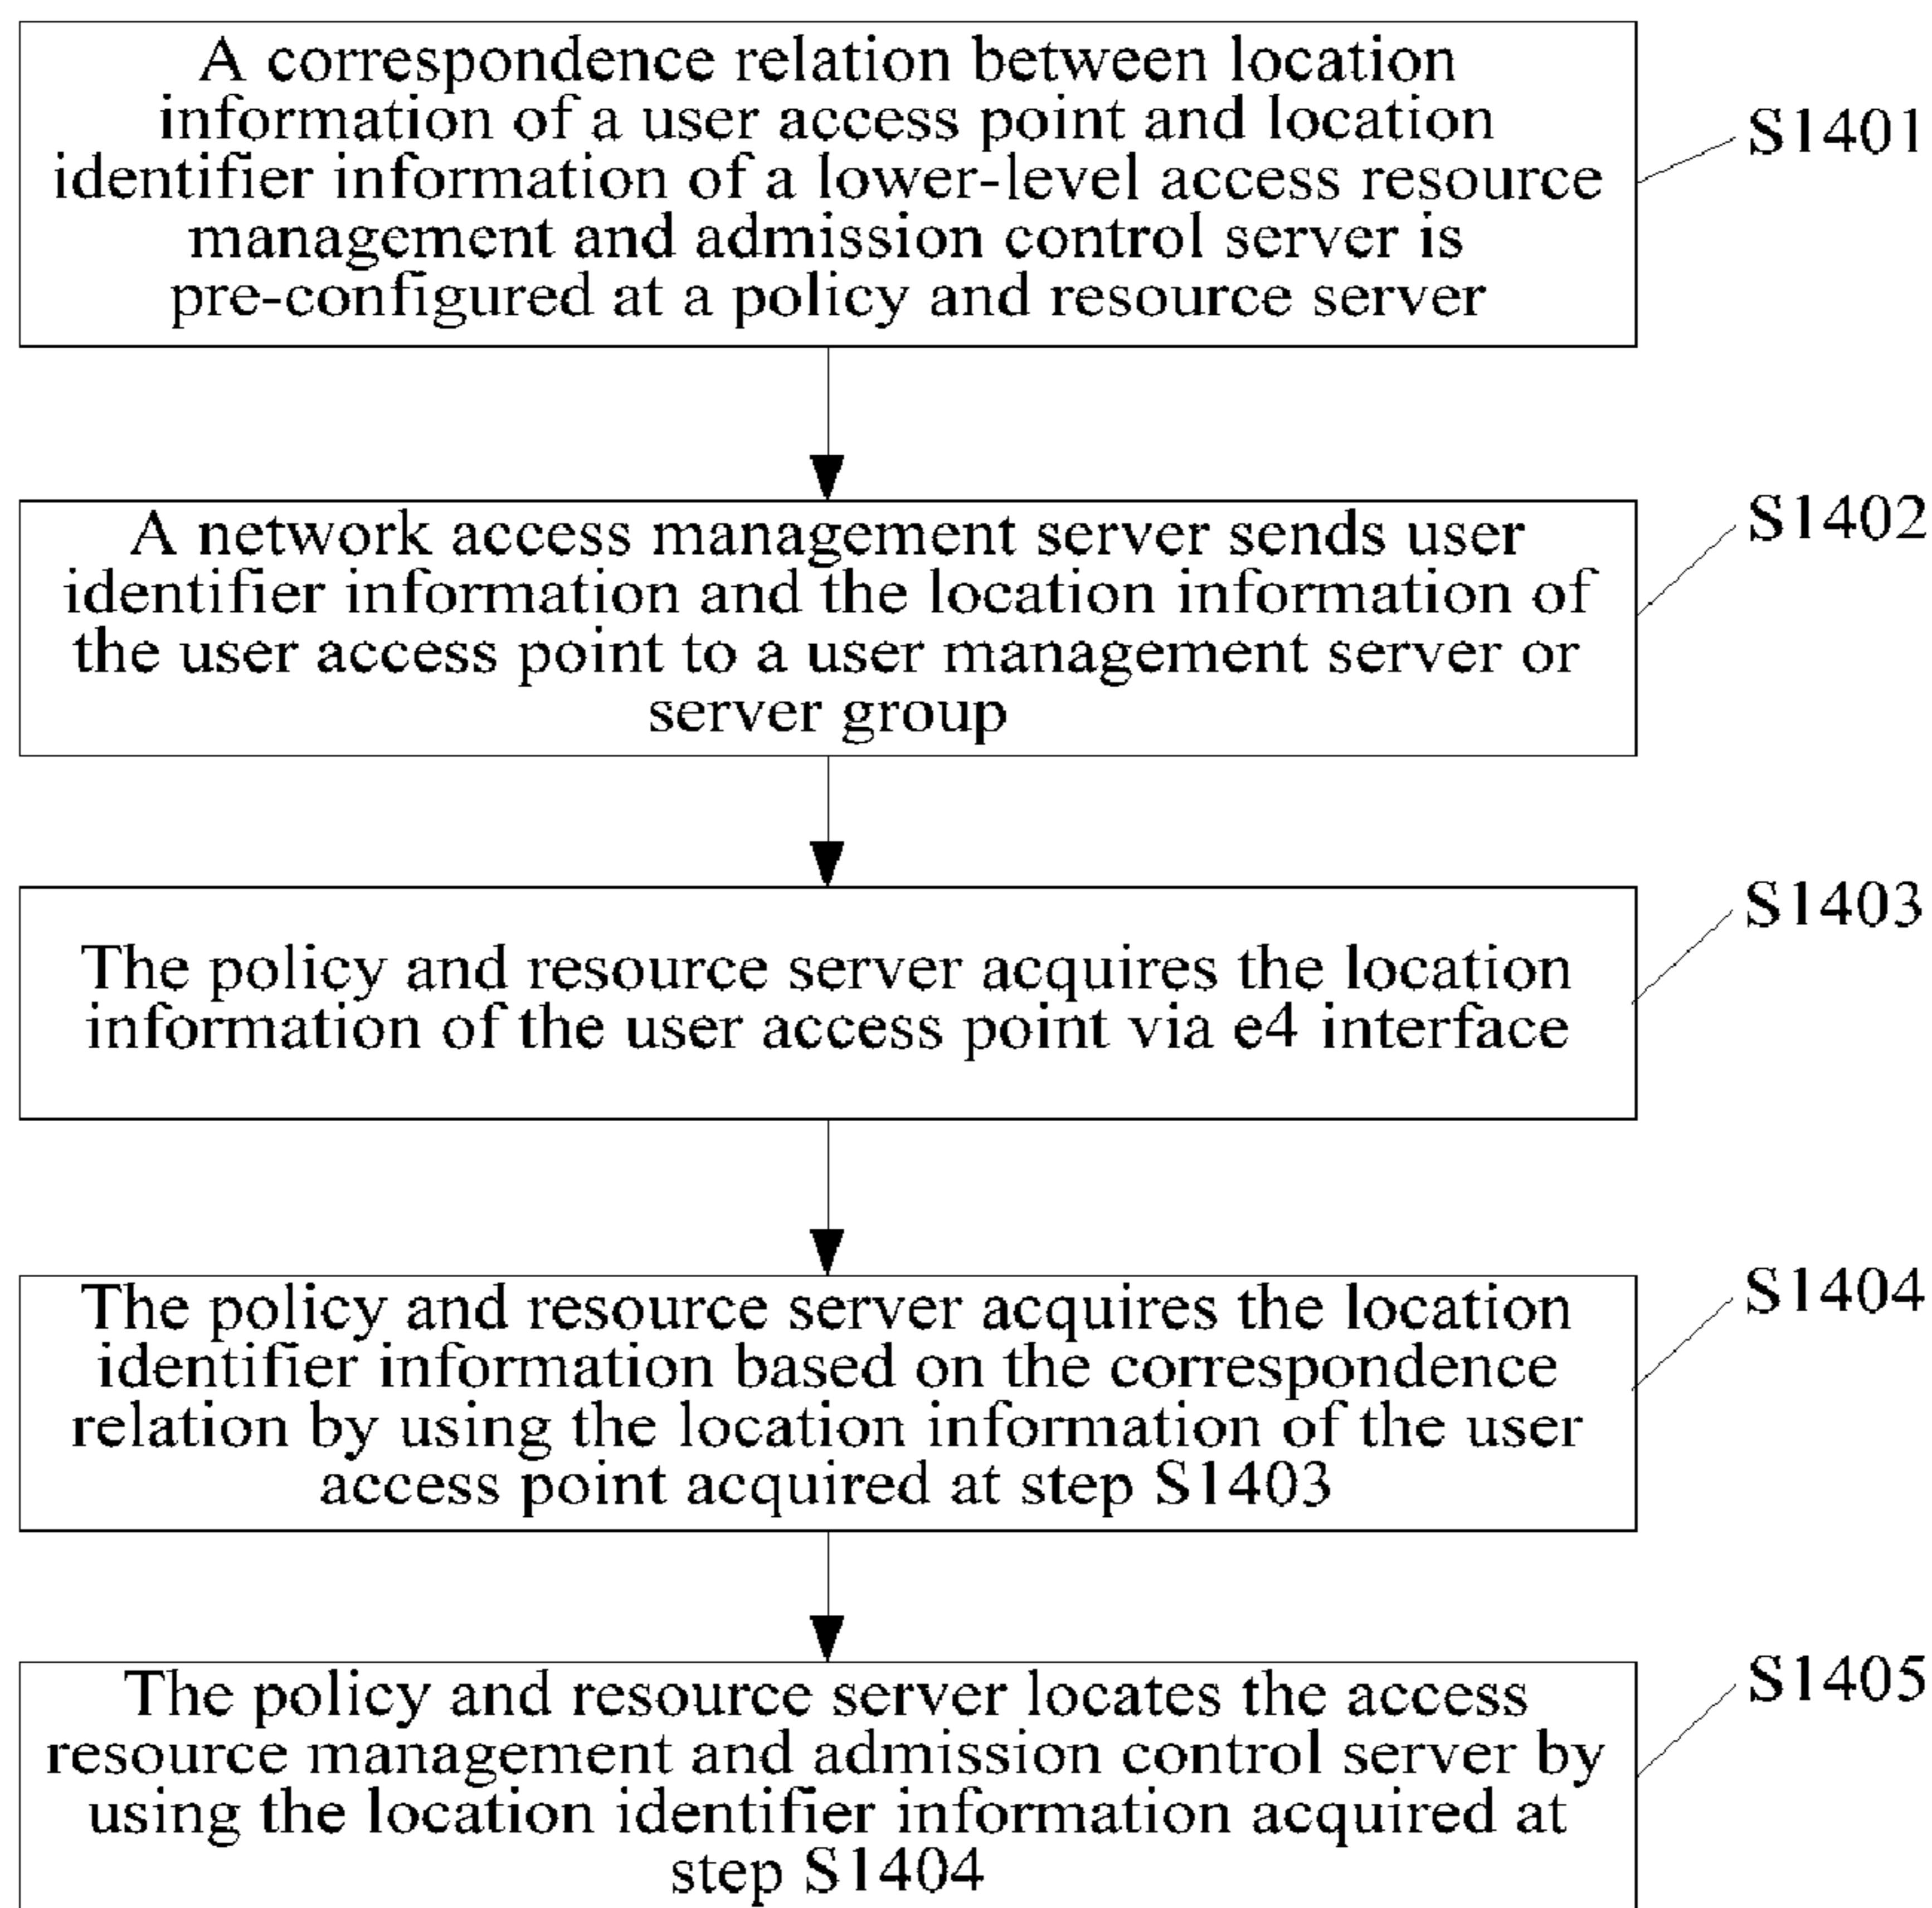 A correspondence relation between location
information of a user access point and location
identifier information of a lower-level access resource
management and admission control server is
pre-configured at a policy and resource server
S1401
A network access management server sends user
identifier information and the location information of
the user access point to a user management server or
server group
S1402
The policy and resource server acquires the location
information of the user access point via e4 interface
S1403
The policy and resource server acquires the location
identifier information based on the correspondence
relation by using the location information of the user
access point acquired at step S1403
S1404
The policy and resource server locates the access
resource management and admission control server by
using the location identifier information acquired at
step S1404
S1405